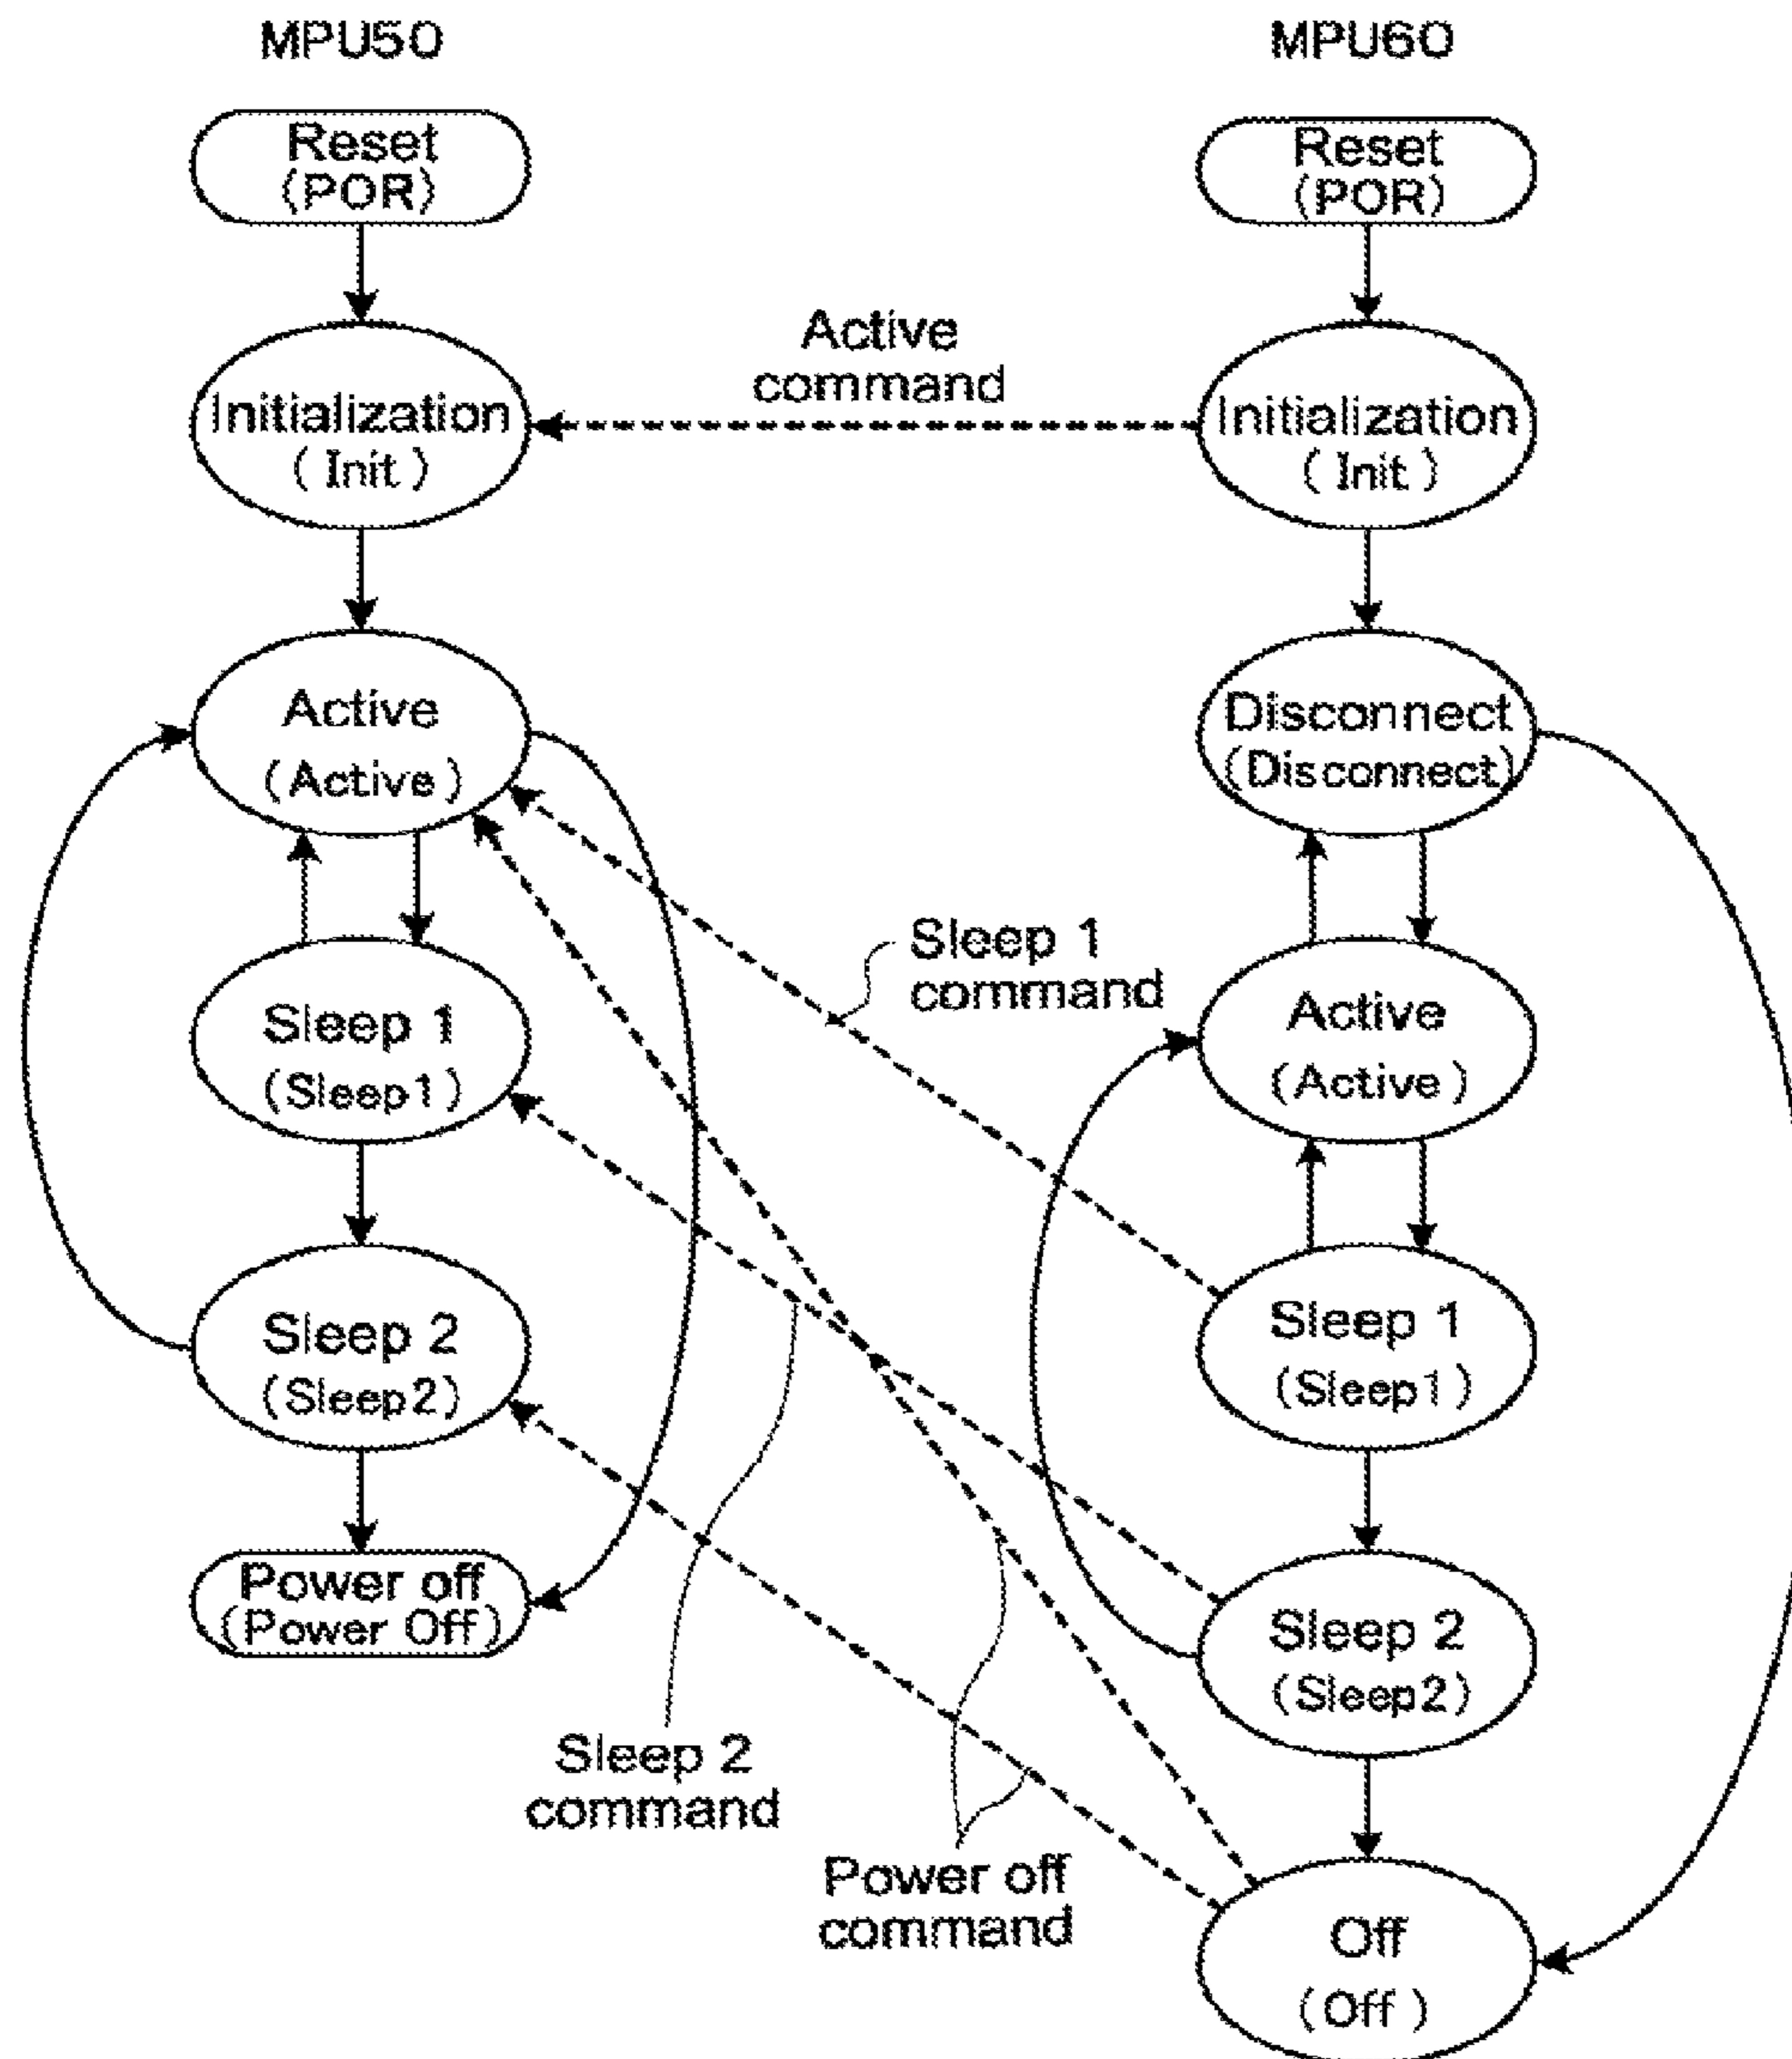 MPU50
MPU60
Reset
(POR)
Reset
(POR)
Active
command
Initialization
( Init )
Initialization
( Init )
Active
(Active)
Disconnect
(Disconnect)
Sleep 1
command
Sleep 1
(Sleep1)
Active
(Active)
Sleep 2
(Sleep2)
Sleep 1
(Sleep1)
Power off
(Power Off)
Sleep 2
(Sleep2)
Sleep 2
command
Power off
command
Off
( Off )